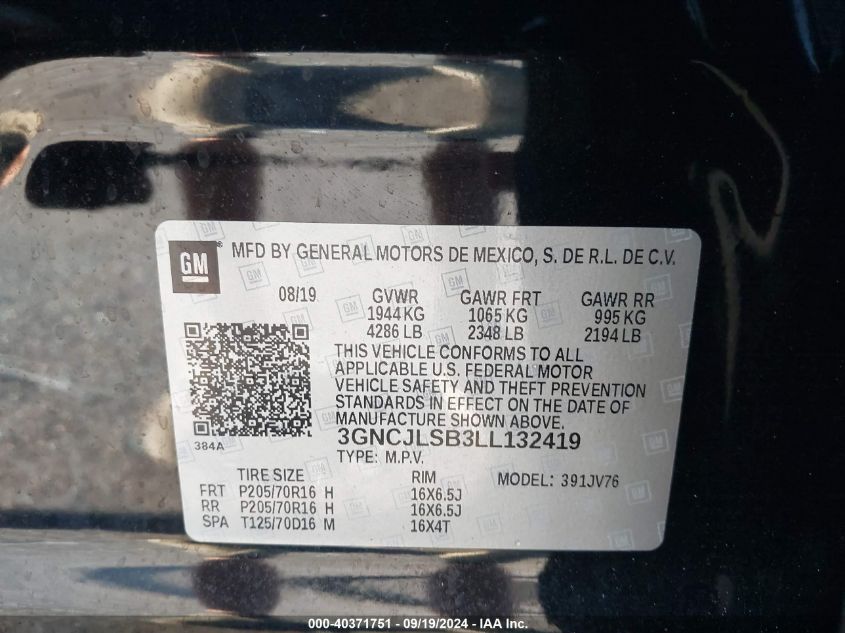 GM
MFD BY GENERAL MOTORS DE MEXICO, S. DE R.L. DE C.V.
08/19 GVWR GAWR FRT GAWR RR
1944 KG 1065 KG 995 KG
4286 LB 2348 LB 2194 LB
THIS VEHICLE CONFORMS TO ALL
APPLICABLE U.S. FEDERAL MOTOR
VEHICLE SAFETY AND THEFT PREVENTION
STANDARDS IN EFFECT ON THE DATE OF
MANUFACTURE SHOWN ABOVE.
384A
3GNCJLSB3LL132419
TYPE: M.P.V.
TIRE SIZE RIM MODEL: 391JV76
FRT P205/70R16 H 16X6.5J
RR P205/70R16 H 16X6.5J
SPA T125/70D16 M 16X4T
000-40371751 - 09/19/2024 - IAA Inc.